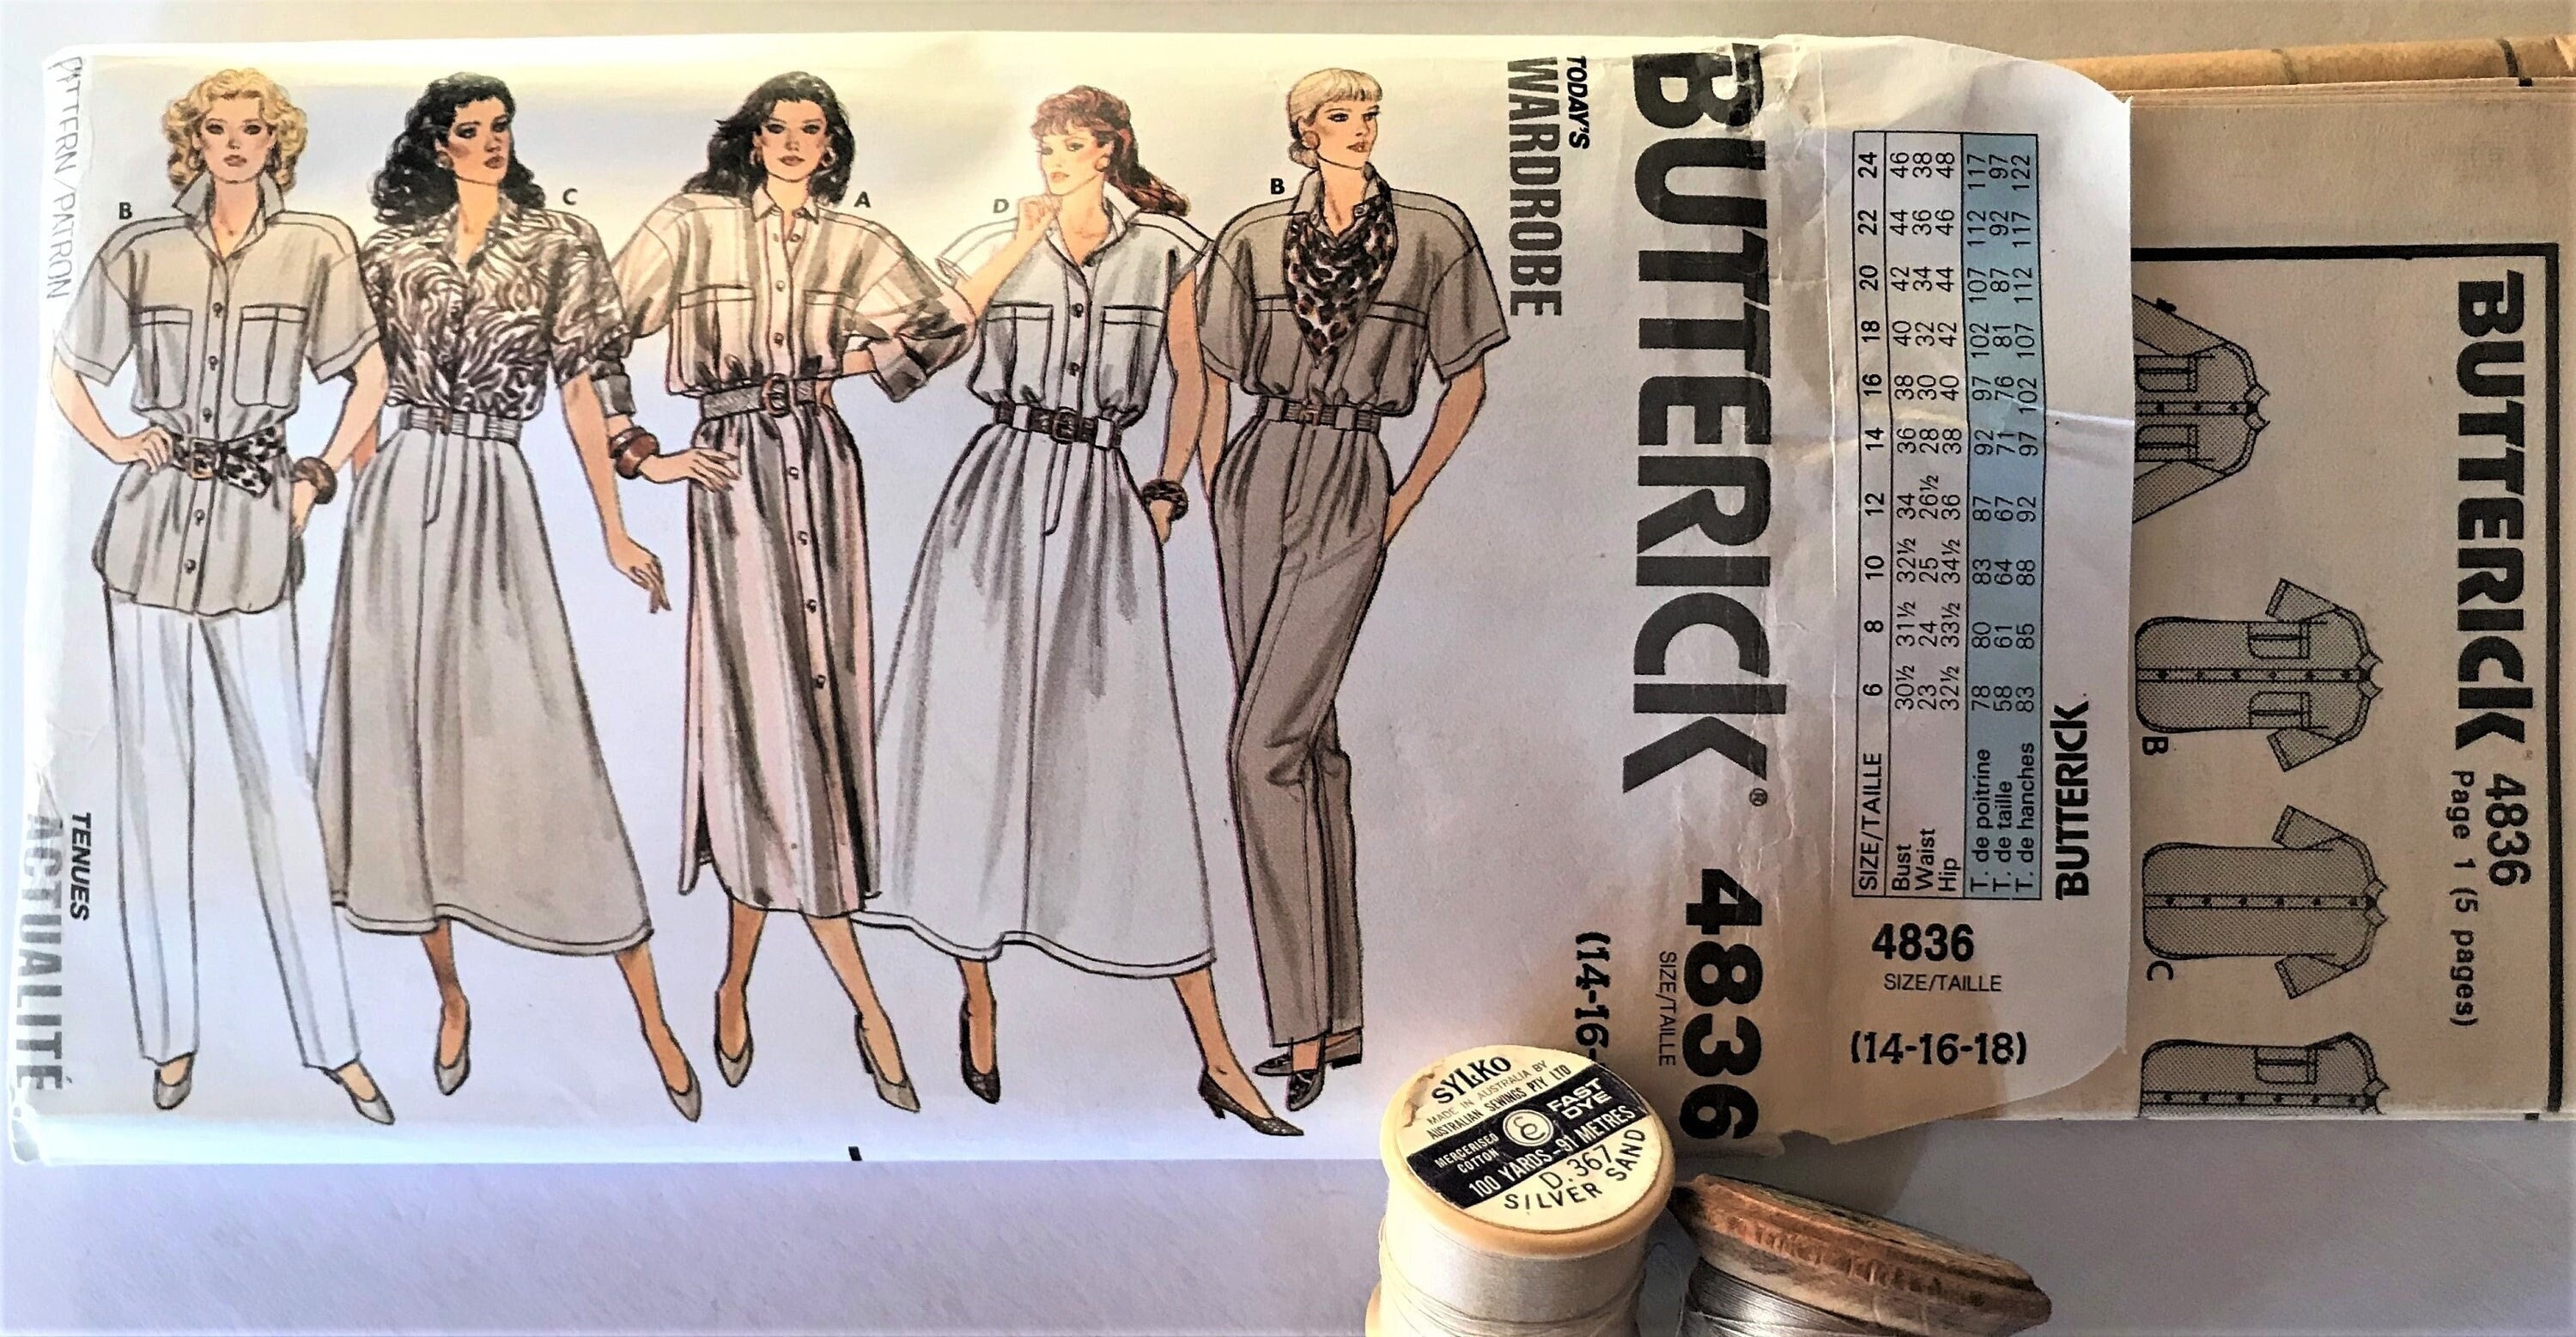 PATTERN/PATRON
TENUES
ACTUALITÉ
B
C
A
D
B
TODAY'S
WARDROBE
BUTTERICK®
4836
SIZE/TAILLE
(14-16-
SIZE/TAILLE 6 8 10 12 14 16 18 20 22 24
Bust 30½ 31½ 32½ 34 36 38 40 42 44 46
Waist 23 24 25 26½ 28 30 32 34 36 38
Hip 32½ 33½ 34½ 36 38 40 42 44 46 48
T. de poitrine 78 80 83 87 92 97 102 107 112 117
T. de taille 58 61 64 67 71 76 81 87 92 97
T. de hanches 83 85 88 92 97 102 107 112 117 122
BUTTERICK
4836
SIZE/TAILLE
(14-16-18)
BUTTERICK 4836
Page 1 (5 pages)
B
C
SYLKO
MADE IN AUSTRALIA BY
AUSTRALIAN SEWINGS PTY LTD
MERCERISED
COTTON
FAST
DYE
100 YARDS-91 METRES
D.367
SILVER SAND